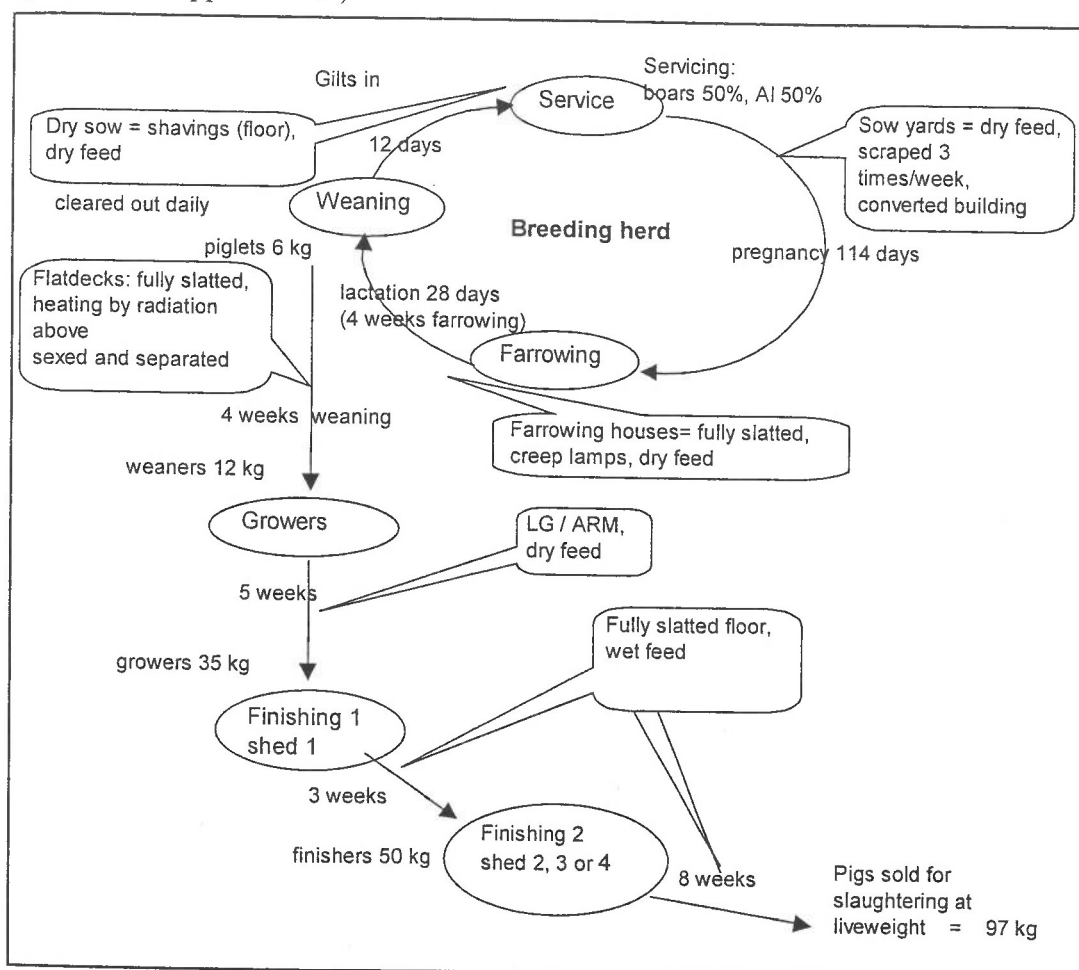 Gilts in
Servicing:
boars 50%, AI 50%
Service
Dry sow = shavings (floor),
dry feed
12 days
Sow yards = dry feed,
scraped 3
times/week,
converted building
cleared out daily
Weaning
Breeding herd
piglets 6 kg
pregnancy 114 days
Flatdecks: fully slatted,
heating by radiation
above
sexed and separated
lactation 28 days
(4 weeks farrowing)
Farrowing
4 weeks weaning
Farrowing houses= fully slatted,
creep lamps, dry feed
weaners 12 kg
Growers
LG / ARM,
dry feed
5 weeks
Fully slatted floor,
wet feed
growers 35 kg
Finishing 1
shed 1
3 weeks
Finishing 2
shed 2, 3 or 4
finishers 50 kg
8 weeks
Pigs sold for
slaughtering at
liveweight = 97 kg